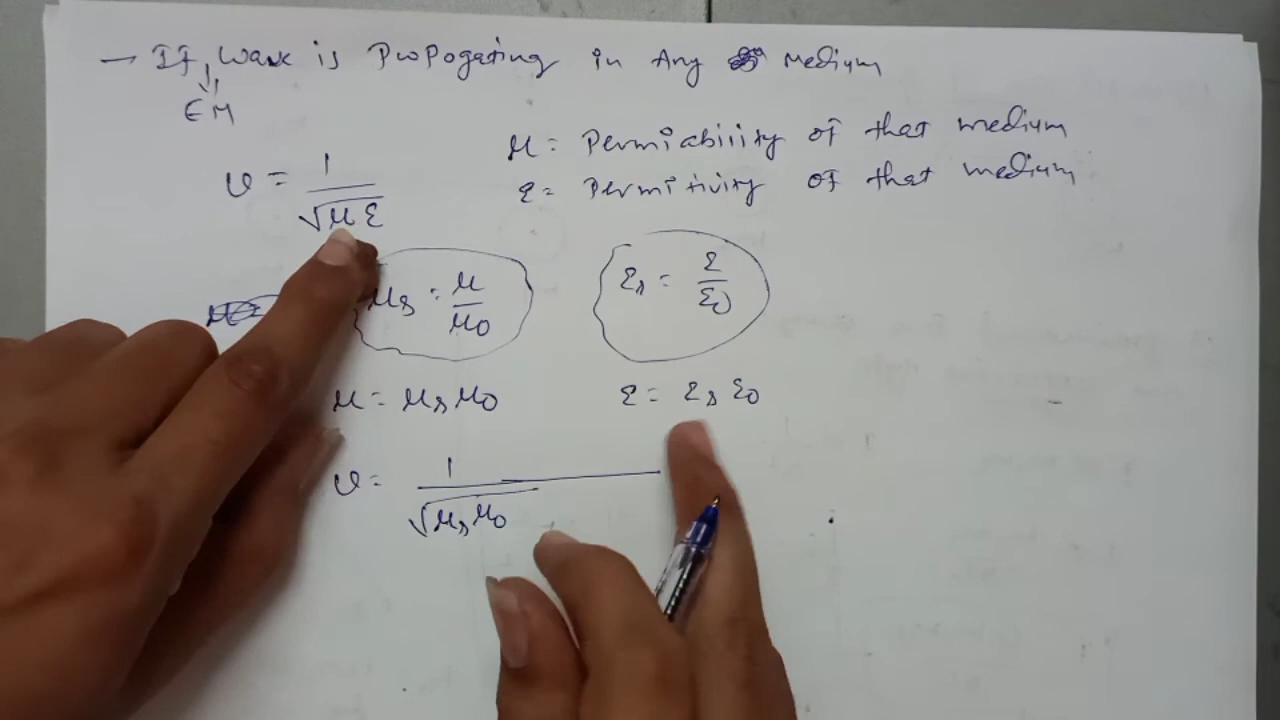 → If wave is Propogating in Any medium
EM
υ = 1/√με
μ = Permiability of that medium
ε = Permitivity of that medium
μr = μ/μ0
εr = ε/ε0
μ = μr μ0
ε = εr ε0
υ = 1/√μr μ0